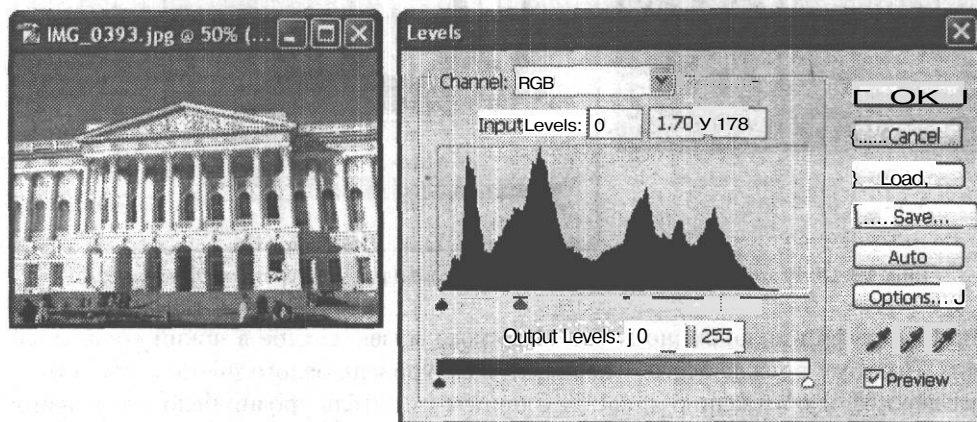 IMG_0393.jpg @ 50% (...
Levels
Channel: RGB
Input Levels: 0 1.70 У 178
OK
.....Cancel
Load,
.....Save...
Auto
Options... J
Output Levels: j 0 255
Preview